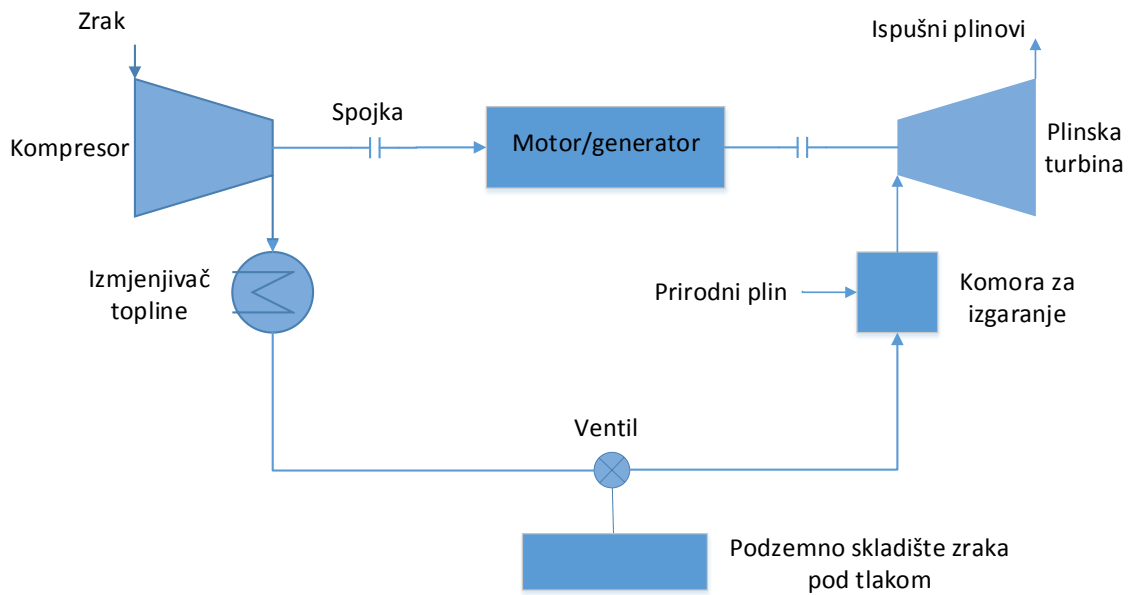 Zrak
Ispušni plinovi
Spojka
Kompresor
Motor/generator
Plinska
turbina
Izmjenjivač
topline
Prirodni plin
Komora za
izgaranje
Ventil
Podzemno skladište zraka
pod tlakom